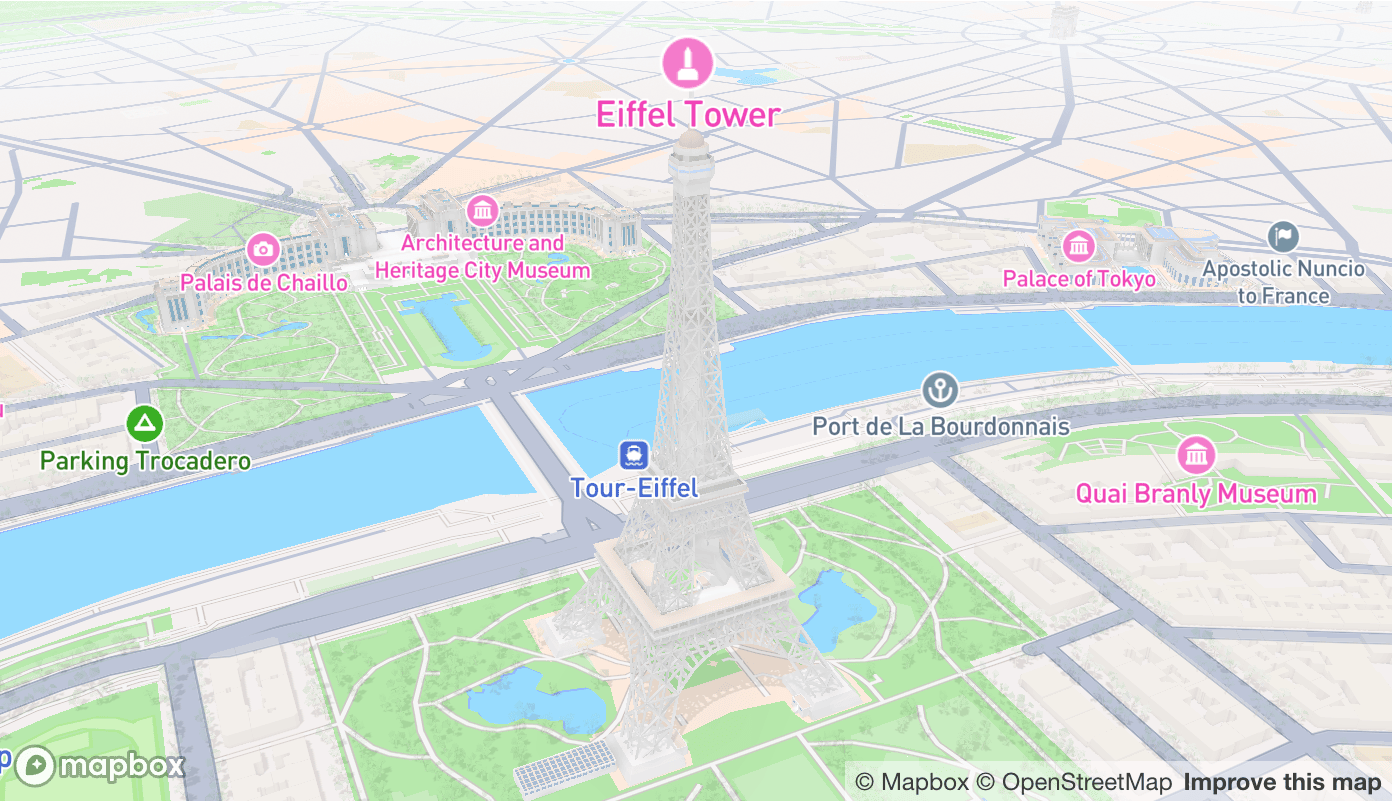 Eiffel Tower
Architecture and
Heritage City Museum
Palais de Chaillo
Palace of Tokyo
Apostolic Nuncio
to France
Port de La Bourdonnais
Parking Trocadero
Tour-Eiffel
Quai Branly Museum
mapbox
© Mapbox © OpenStreetMap Improve this map